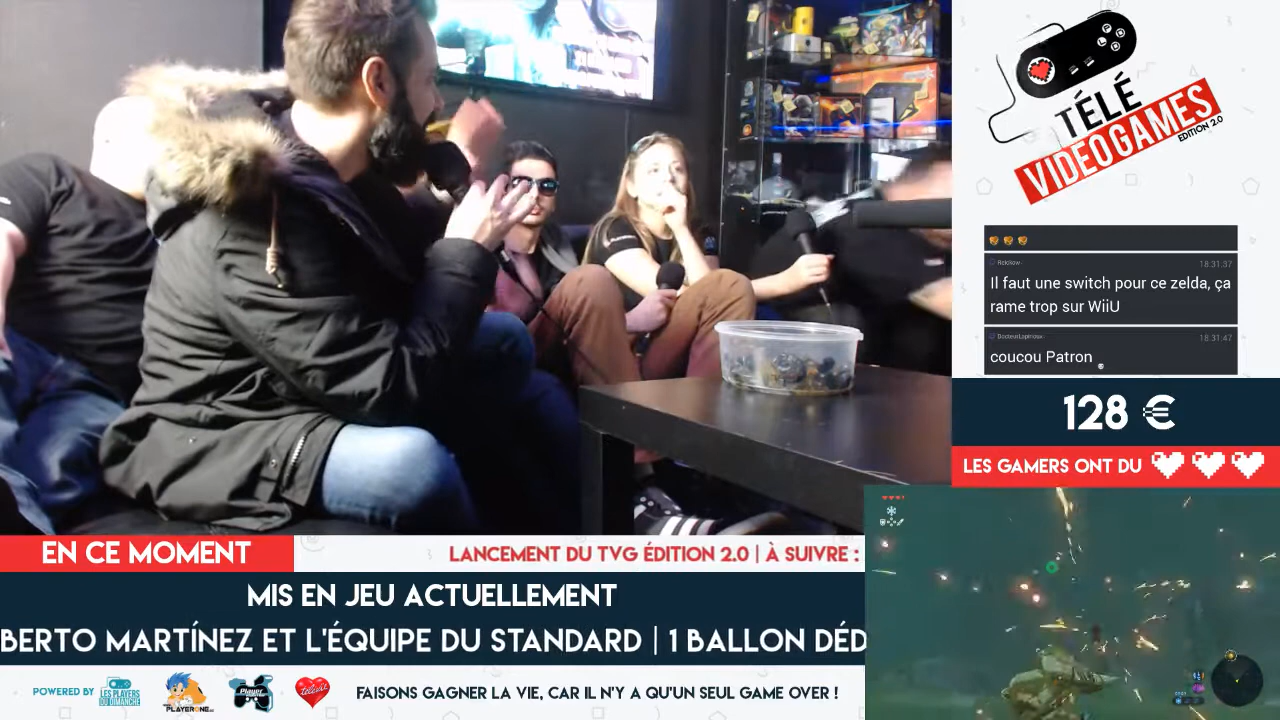 TÉLÉ
VIDEOGAMES
EDITION 2.0
Reickow
18:31:37
Il faut une switch pour ce zelda, ça
rame trop sur WiiU
18:31:47
coucou Patron
128 €
LES GAMERS ONT DU
EN CE MOMENT
LANCEMENT DU TVG ÉDITION 2.0 | À SUIVRE :
MIS EN JEU ACTUELLEMENT
BERTO MARTÍNEZ ET L'ÉQUIPE DU STANDARD | 1 BALLON DÉD
POWERED BY
LES PLAYERS
DU DIMANCHE
PLAYERONE
Player
télévie
FAISONS GAGNER LA VIE, CAR IL N'Y A QU'UN SEUL GAME OVER !